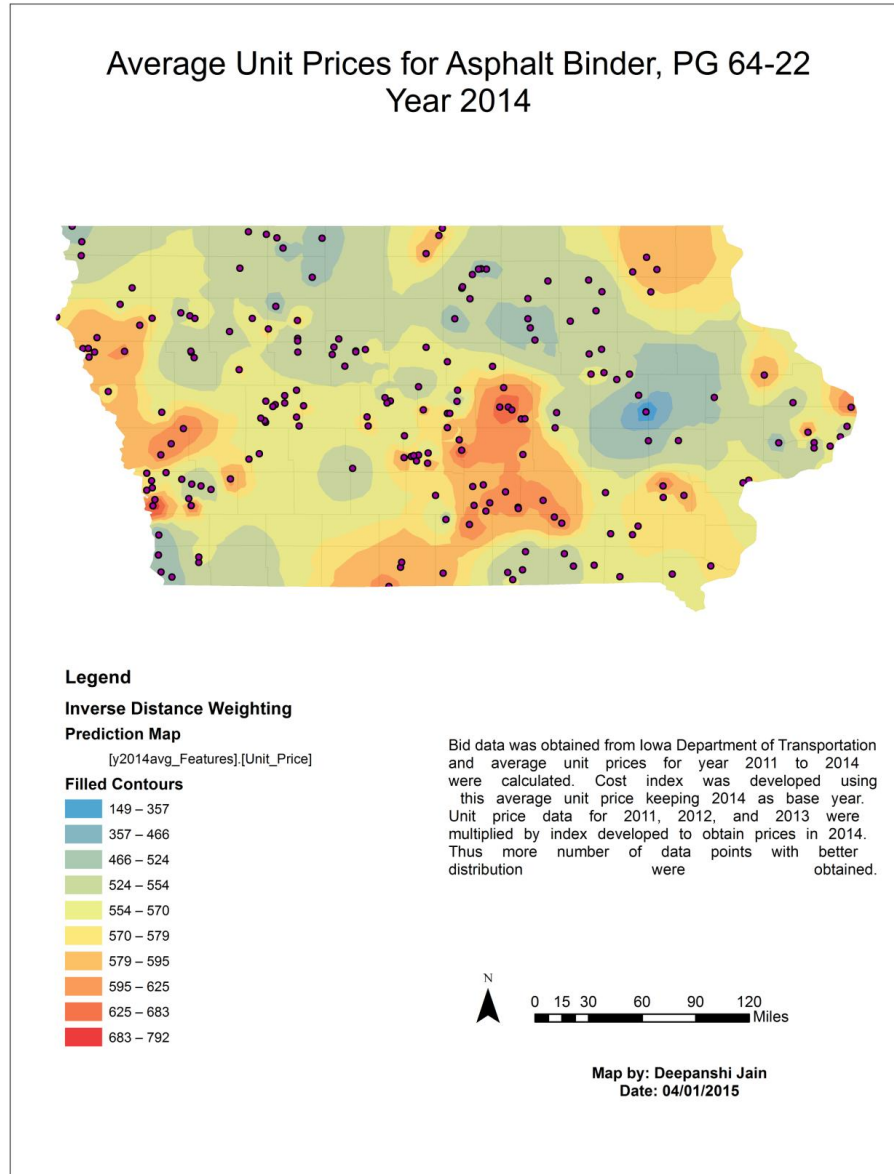 Average Unit Prices for Asphalt Binder, PG 64-22
Year 2014
Legend
Inverse Distance Weighting
Prediction Map
[y2014avg_Features].[Unit_Price]
Filled Contours
149 – 357
357 – 466
466 – 524
524 – 554
554 – 570
570 – 579
579 – 595
595 – 625
625 – 683
683 – 792
Bid data was obtained from Iowa Department of Transportation
and average unit prices for year 2011 to 2014
were calculated. Cost index was developed using
this average unit price keeping 2014 as base year.
Unit price data for 2011, 2012, and 2013 were
multiplied by index developed to obtain prices in 2014.
Thus more number of data points with better
distribution were obtained.
N
0 15 30 60 90 120
Miles
Map by: Deepanshi Jain
Date: 04/01/2015